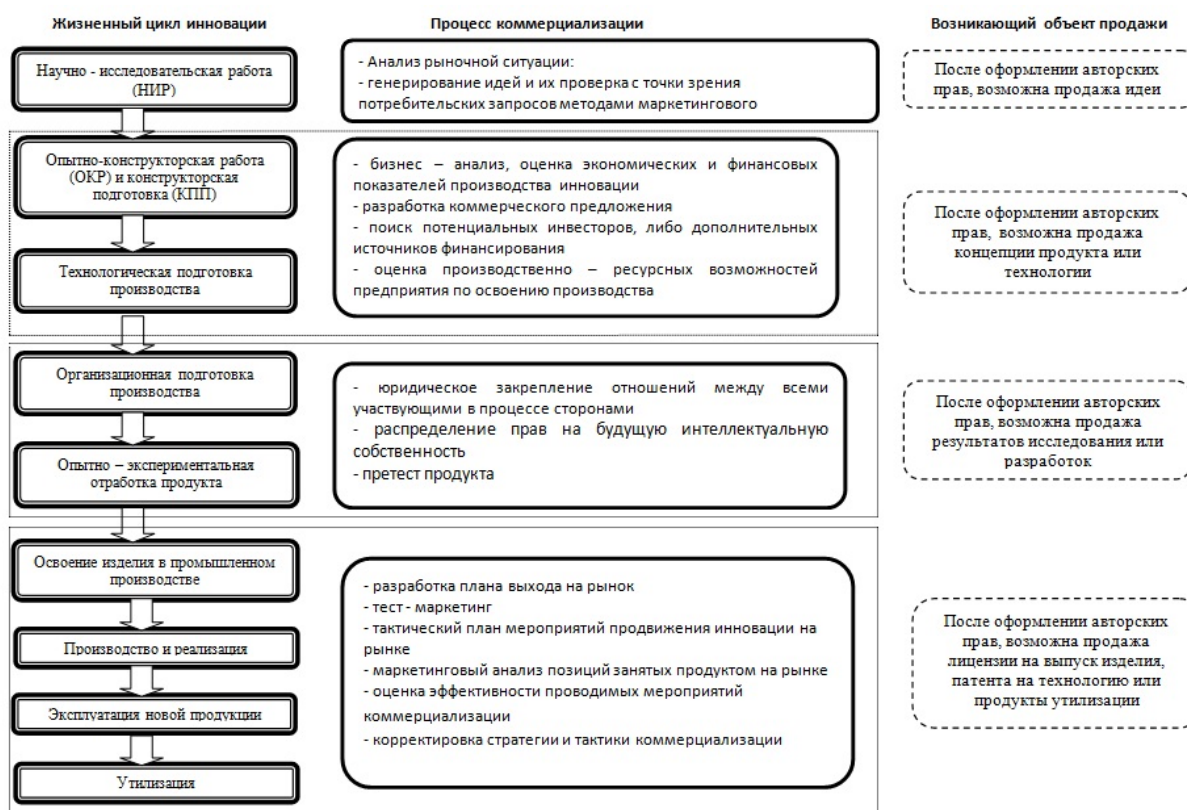 Жизненный цикл инновации
Процесс коммерциализации
Возникающий объект продажи
Научно - исследовательская работа
(НИР)
- Анализ рыночной ситуации:
- генерирование идей и их проверка с точки зрения
потребительских запросов методами маркетингового
После оформлении авторских
прав, возможна продажа идеи
Опытно-конструкторская работа
(ОКР) и конструкторская
подготовка (КПП)
Технологическая подготовка
производства
- бизнес – анализ, оценка экономических и финансовых
показателей производства инновации
- разработка коммерческого предложения
- поиск потенциальных инвесторов, либо дополнительных
источников финансирования
- оценка производственно – ресурсных возможностей
предприятия по освоению производства
После оформлении авторских
прав, возможна продажа
концепции продукта или
технологии
Организационная подготовка
производства
Опытно – экспериментальная
отработка продукта
- юридическое закрепление отношений между всеми
участвующими в процессе сторонами
- распределение прав на будущую интеллектуальную
собственность
- претест продукта
После оформлении авторских
прав, возможна продажа
результатов исследования или
разработок
Освоение изделия в промышленном
производстве
Производство и реализация
Эксплуатация новой продукции
Утилизация
- разработка плана выхода на рынок
- тест - маркетинг
- тактический план мероприятий продвижения инновации на
рынке
- маркетинговый анализ позиций занятых продуктом на рынке
- оценка эффективности проводимых мероприятий
коммерциализации
- корректировка стратегии и тактики коммерциализации
После оформлении авторских
прав, возможна продажа
лицензии на выпуск изделия,
патента на технологию или
продукты утилизации